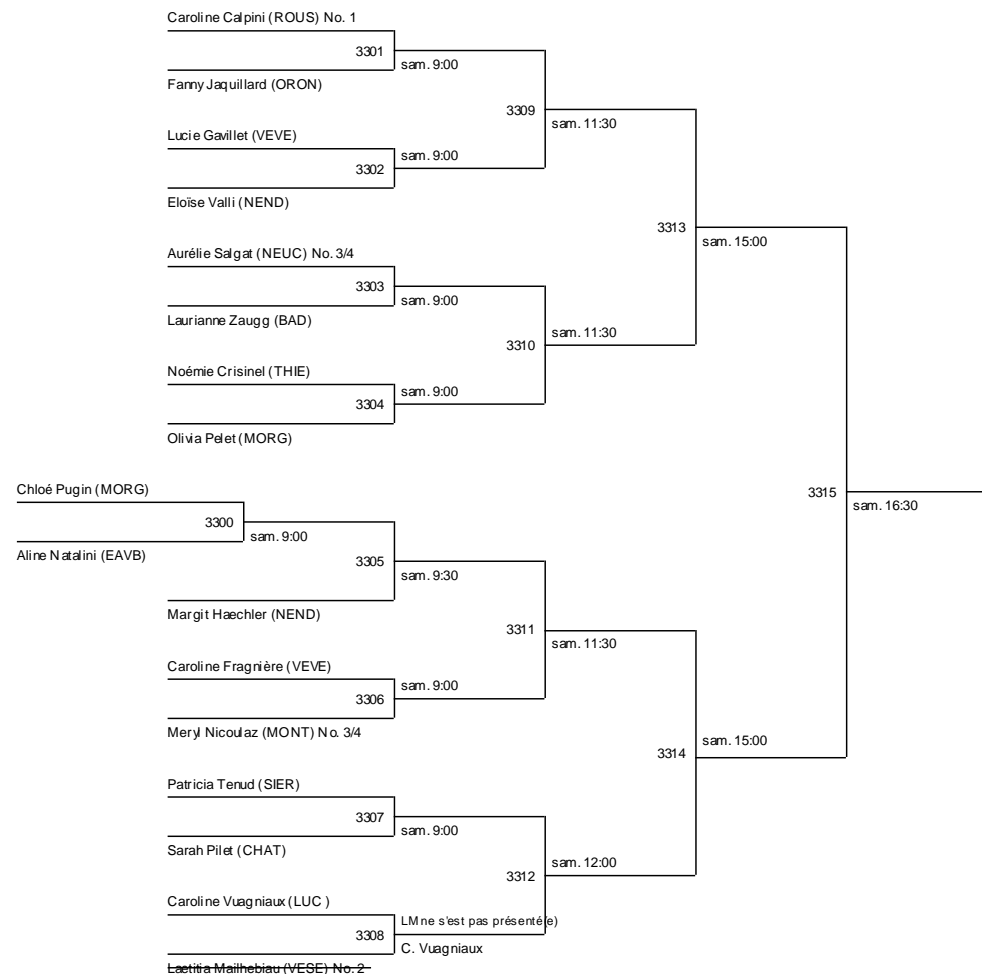 Caroline Calpini (ROUS) No. 1
3301
sam. 9:00
Fanny Jaquillard (ORON)
3309
sam. 11:30
Lucie Gavillet (VEVE)
sam. 9:00
3302
Eloïse Valli (NEND)
3313
sam. 15:00
Aurélie Salgat (NEUC) No. 3/4
3303
sam. 9:00
Laurianne Zaugg (BAD)
sam. 11:30
3310
Noémie Crisinel (THIE)
sam. 9:00
3304
Olivia Pelet (MORG)
Chloé Pugin (MORG)
3315
sam. 16:30
3300
sam. 9:00
Aline Natalini (EAVB)
3305
sam. 9:30
Margit Haechler (NEND)
3311
sam. 11:30
Caroline Fragnière (VEVE)
sam. 9:00
3306
Meryl Nicoulaz (MONT) No. 3/4
sam. 15:00
3314
Patricia Tenud (SIER)
3307
sam. 9:00
Sarah Pilet (CHAT)
sam. 12:00
3312
Caroline Vuagniaux (LUC )
LM ne s'est pas présenté(e)
3308
C. Vuagniaux
Laetitia Mailhebiau (VESE) No. 2